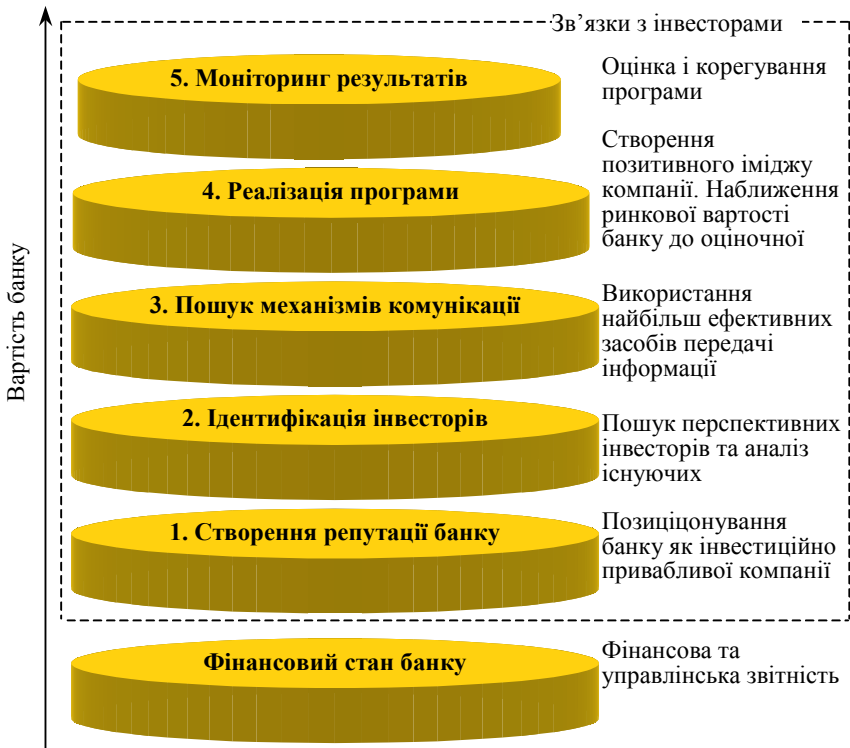 Зв’язки з інвесторами
5. Моніторинг результатів
Оцінка і корегування
програми
4. Реалізація програми
Створення
позитивного іміджу
компанії. Наближення
ринкової вартості
банку до оціночної
3. Пошук механізмів комунікації
Використання
найбільш ефективних
засобів передачі
інформації
2. Ідентифікація інвесторів
Пошук перспективних
інвесторів та аналіз
існуючих
1. Створення репутації банку
Позиціцонування
банку як інвестиційно
привабливої компанії
Фінансовий стан банку
Фінансова та
управлінська звітність
Вартість банку